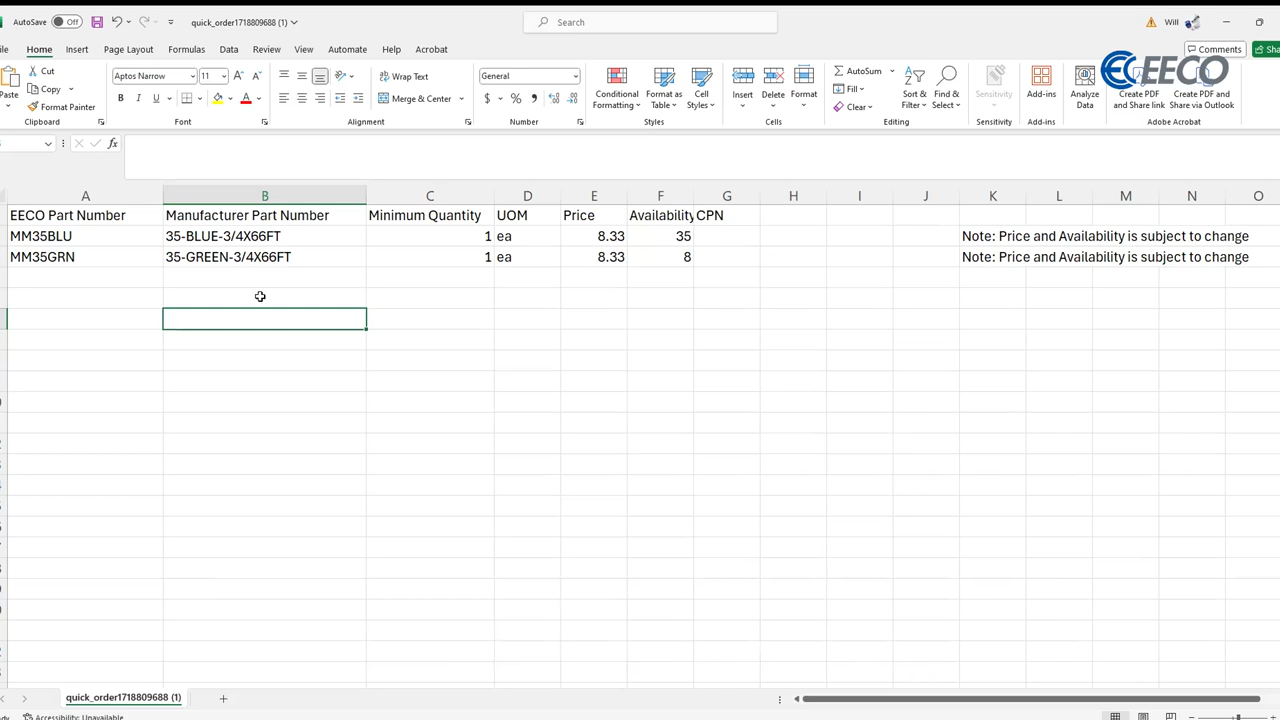 AutoSave Off quick_order1718809688 (1) Search Will
File Home Insert Page Layout Formulas Data Review View Automate Help Acrobat Comments
EECO
Paste Cut Copy Format Painter Clipboard
Aptos Narrow 11 B I U A Font
Wrap Text Merge & Center Alignment
General $ % , Number
Conditional Formatting Format as Table Cell Styles Styles
Insert Delete Format Cells
AutoSum Fill Clear Sort & Filter Find & Select Editing
Sensitivity Sensitivity
Add-ins Add-ins
Analyze Data
Create PDF and Share link Create PDF and Share via Outlook Adobe Acrobat
A B C D E F G H I J K L M N O
EECO Part Number Manufacturer Part Number Minimum Quantity UOM Price Availability CPN
MM35BLU 35-BLUE-3/4X66FT 1 ea 8.33 35 Note: Price and Availability is subject to change
MM35GRN 35-GREEN-3/4X66FT 1 ea 8.33 8 Note: Price and Availability is subject to change
quick_order1718809688 (1)
Accessibility: Unavailable